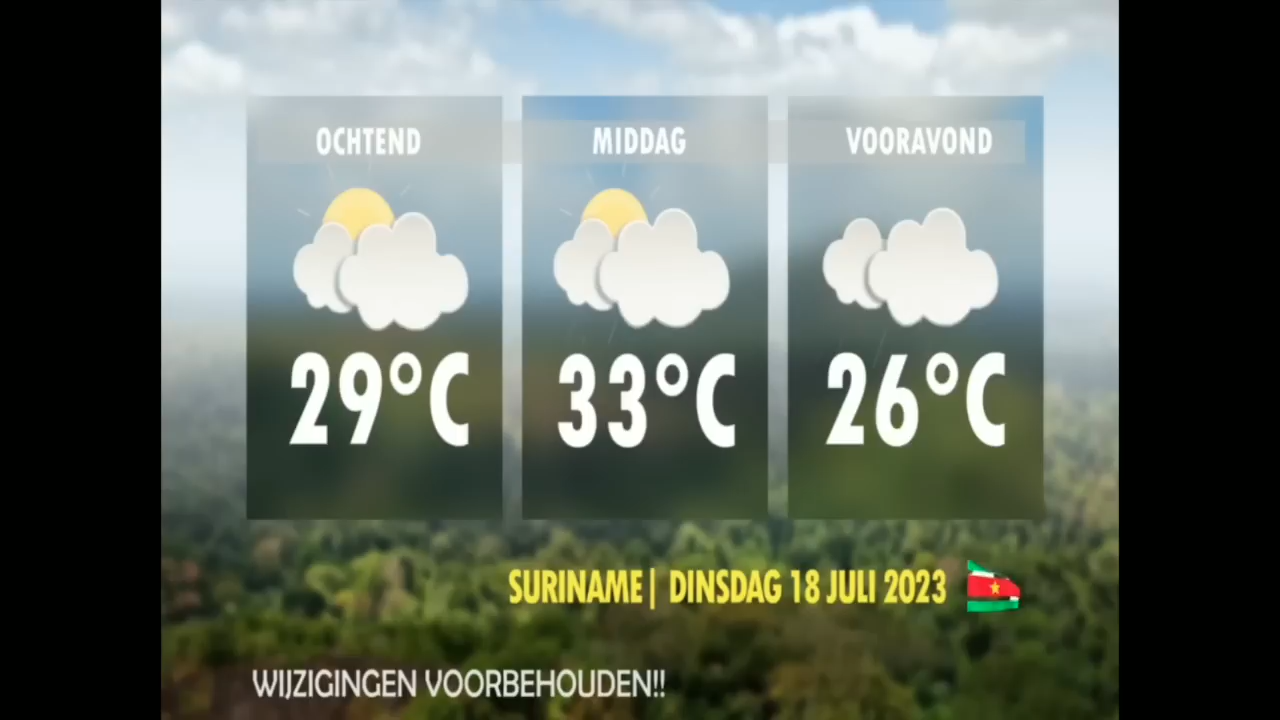 OCHTEND
MIDDAG
VOORAVOND
29°C
33°C
26°C
SURINAME| DINSDAG 18 JULI 2023
WIJZIGINGEN VOORBEHOUDEN!!